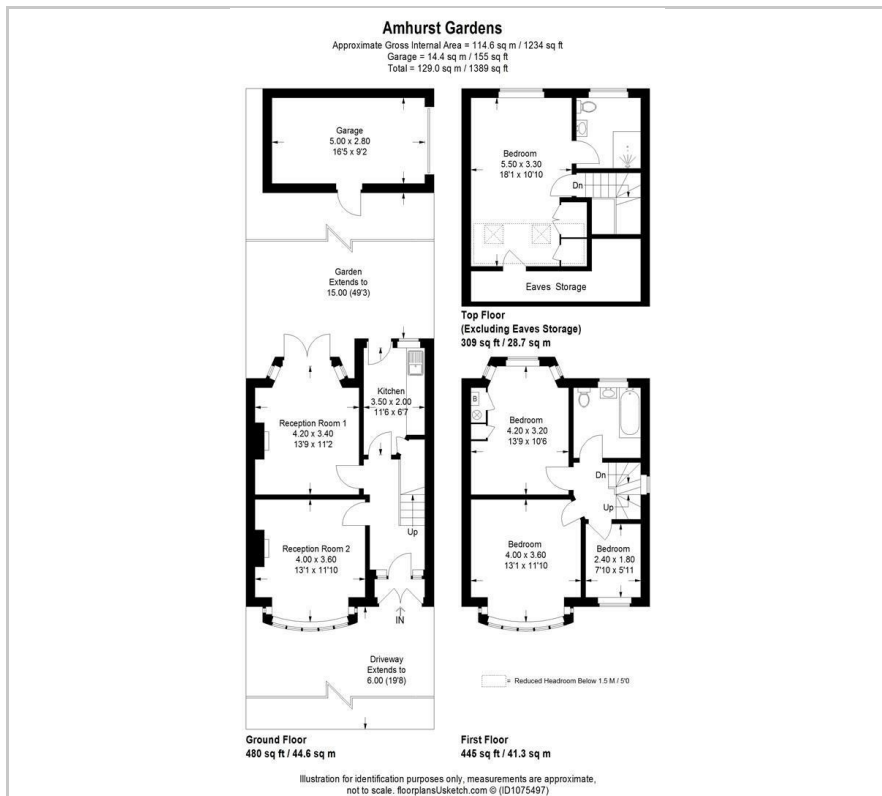 Amhurst Gardens
Approximate Gross Internal Area = 114.6 sq m / 1234 sq ft
Garage = 14.4 sq m / 155 sq ft
Total = 129.0 sq m / 1389 sq ft
Garage
5.00 x 2.80
16'5 x 9'2
Garden
Extends to
15.00 (49'3)
Kitchen
3.50 x 2.00
11'6 x 6'7
Reception Room 1
4.20 x 3.40
13'9 x 11'2
Up
Reception Room 2
4.00 x 3.60
13'1 x 11'10
IN
Driveway
Extends to
6.00 (19'8)
Ground Floor
480 sq ft / 44.6 sq m
Bedroom
5.50 x 3.30
18'1 x 10'10
Dn
Eaves Storage
Top Floor
(Excluding Eaves Storage)
309 sq ft / 28.7 sq m
B
Bedroom
4.20 x 3.20
13'9 x 10'6
Dn
Up
Bedroom
4.00 x 3.60
13'1 x 11'10
Bedroom
2.40 x 1.80
7'10 x 5'11
= Reduced Headroom Below 1.5 M / 5'0
First Floor
445 sq ft / 41.3 sq m
Illustration for identification purposes only, measurements are approximate,
not to scale. floorplansUsketch.com © (ID1075497)